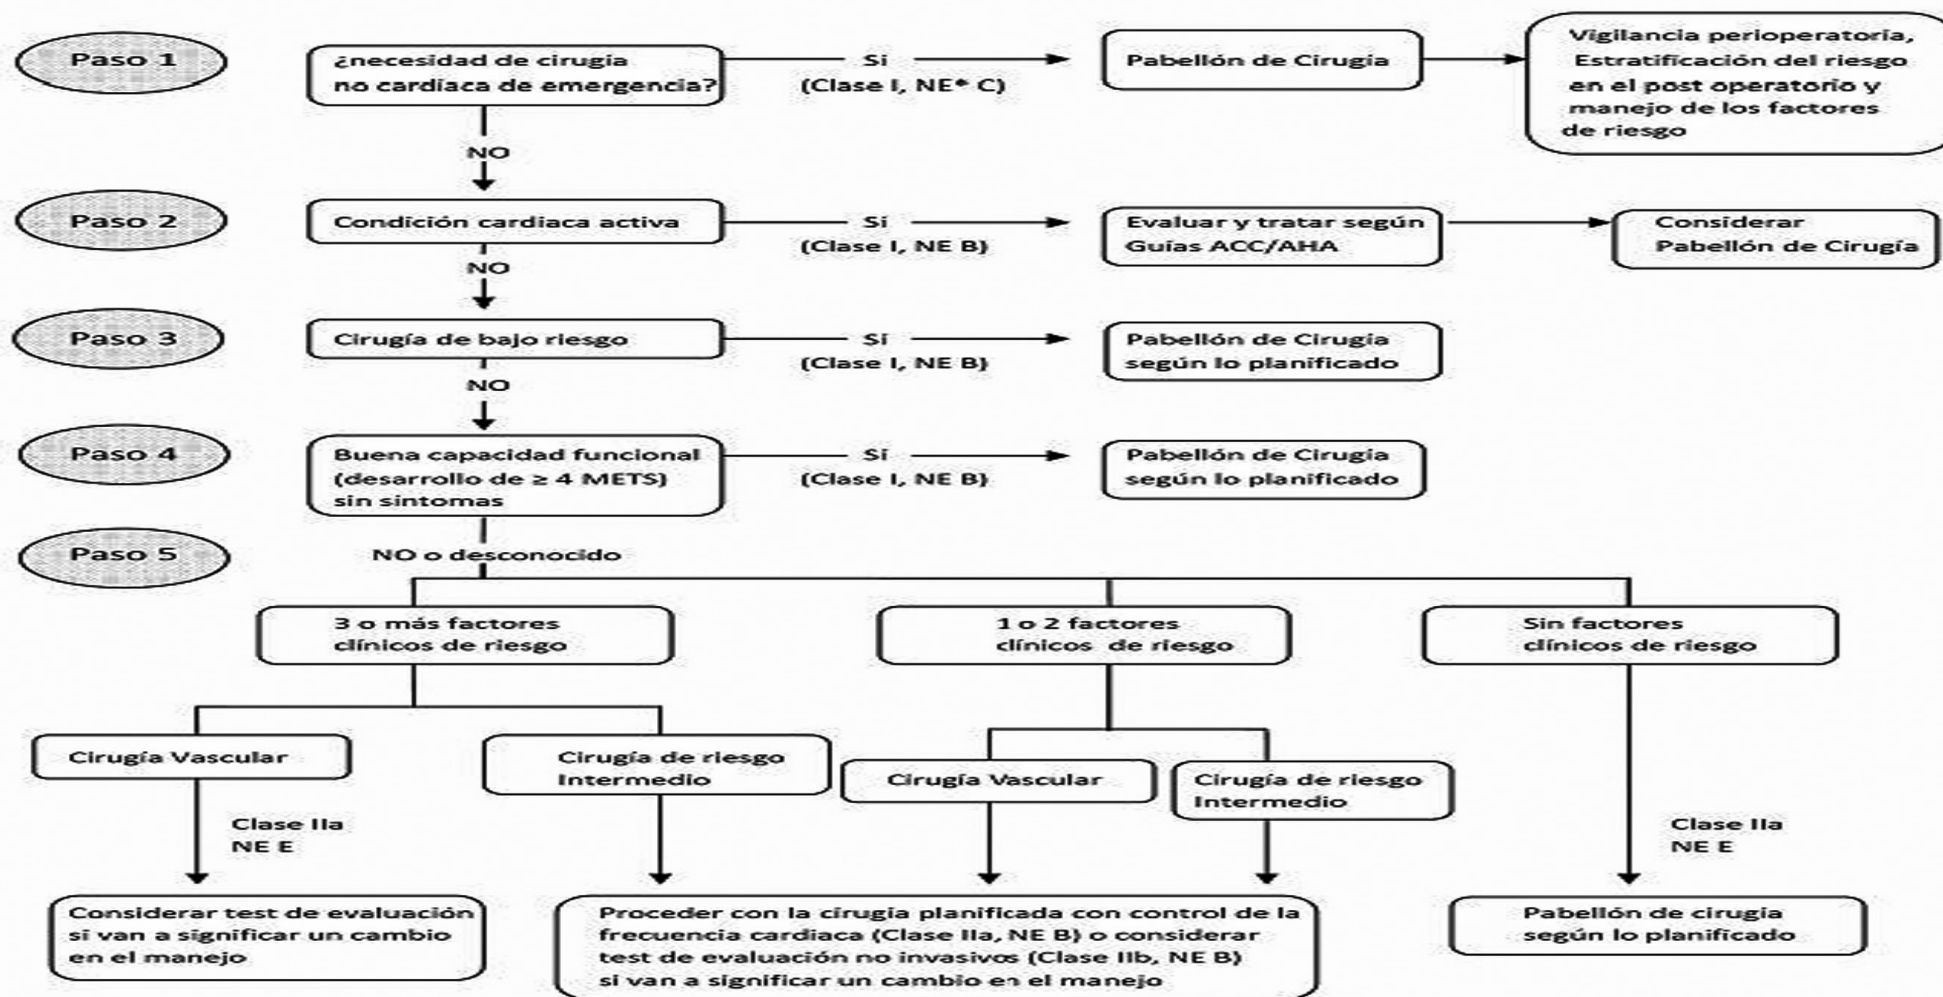 Paso 1
¿necesidad de cirugía
no cardíaca de emergencia?
Sí
(Clase I, NE* C)
Pabellón de Cirugía
Vigilancia perioperatoria,
Estratificación del riesgo
en el post operatorio y
manejo de los factores
de riesgo
NO
Paso 2
Condición cardiaca activa
Sí
(Clase I, NE B)
Evaluar y tratar según
Guías ACC/AHA
Considerar
Pabellón de Cirugía
NO
Paso 3
Cirugía de bajo riesgo
Sí
(Clase I, NE B)
Pabellón de Cirugía
según lo planificado
NO
Paso 4
Buena capacidad funcional
(desarrollo de ≥ 4 METS)
sin síntomas
Sí
(Clase I, NE B)
Pabellón de Cirugía
según lo planificado
Paso 5
NO o desconocido
3 o más factores
clínicos de riesgo
1 o 2 factores
clínicos de riesgo
Sin factores
clínicos de riesgo
Cirugía Vascular
Cirugía de riesgo
Intermedio
Cirugía Vascular
Cirugía de riesgo
Intermedio
Clase IIa
NE E
Clase IIa
NE E
Considerar test de evaluación
si van a significar un cambio
en el manejo
Proceder con la cirugía planificada con control de la
frecuencia cardiaca (Clase IIa, NE B) o considerar
test de evaluación no invasivos (Clase IIb, NE B)
si van a significar un cambio en el manejo
Pabellón de cirugía
según lo planificado